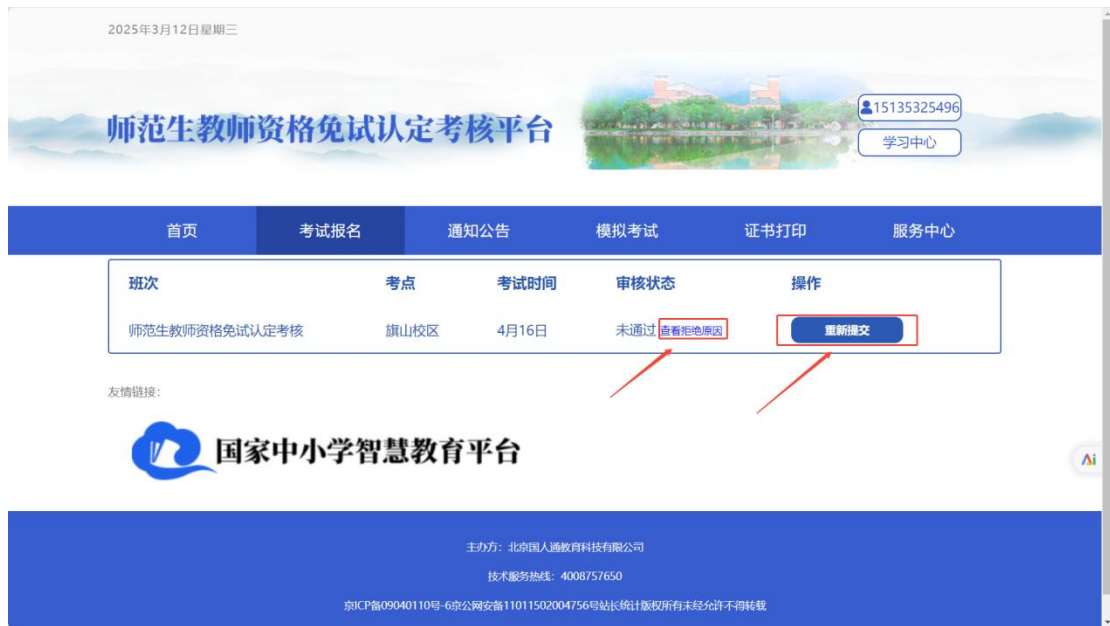 2025年3月12日星期三
师范生教师资格免试认定考核平台
15135325496
学习中心
首页 考试报名 通知公告 模拟考试 证书打印 服务中心
班次 考点 考试时间 审核状态 操作
师范生教师资格免试认定考核 旗山校区 4月16日 未通过 查看拒绝原因 重新提交
友情链接:
国家中小学智慧教育平台
Ai
主办方：北京国人通教育科技有限公司
技术服务热线：4008757650
京ICP备09040110号-6京公网安备11011502004756号站长统计版权所有未经允许不得转载